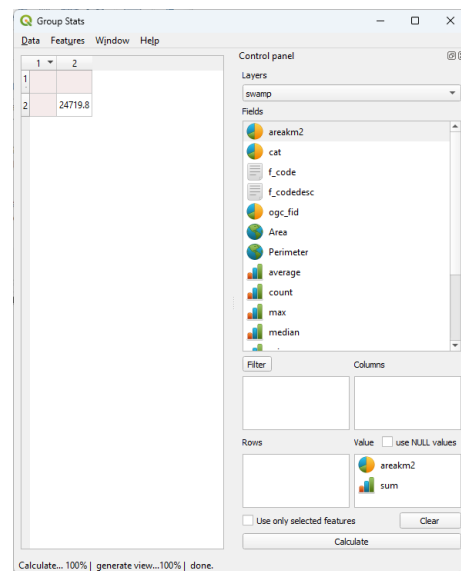 Group Stats
Data Features Window Help
1 2
1
2 24719.8
Control panel
Layers
swamp
Fields
areakm2
cat
f_code
f_codedesc
ogc_fid
Area
Perimeter
average
count
max
median
Filter Columns
Rows Value use NULL values
areakm2
sum
Use only selected features Clear
Calculate
Calculate... 100% | generate view...100% | done.